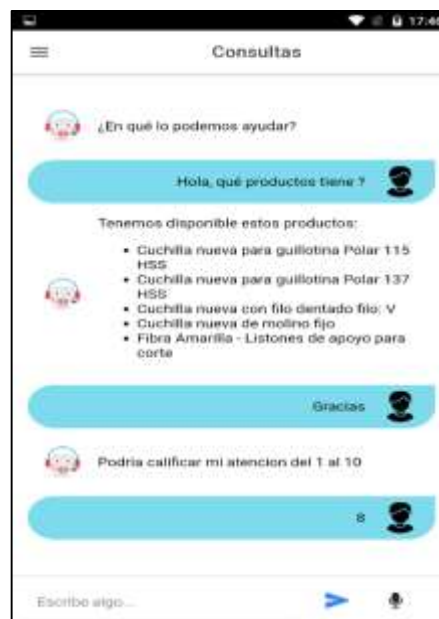 17:46
Consultas
¿En qué lo podemos ayudar?
Hola, qué productos tiene ?
Tenemos disponible estos productos:
• Cuchilla nueva para guillotina Polar 115
HSS
• Cuchilla nueva para guillotina Polar 137
HSS
• Cuchilla nueva con filo dentado filo: V
• Cuchilla nueva de molino fijo
• Fibra Amarilla - Listones de apoyo para
corte
Gracias
Podria calificar mi atencion del 1 al 10
8
Escribe algo...